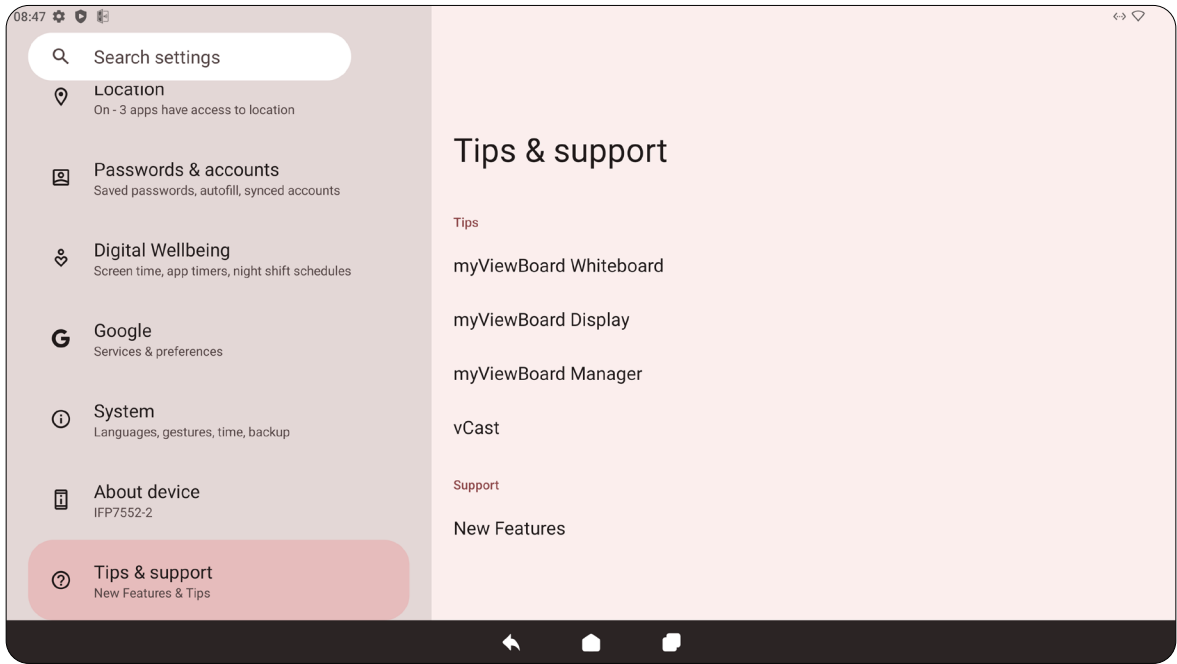 08:47
Search settings
Location
On - 3 apps have access to location
Passwords & accounts
Saved passwords, autofill, synced accounts
Digital Wellbeing
Screen time, app timers, night shift schedules
Google
Services & preferences
System
Languages, gestures, time, backup
About device
IFP7552-2
Tips & support
New Features & Tips
Tips & support
Tips
myViewBoard Whiteboard
myViewBoard Display
myViewBoard Manager
vCast
Support
New Features